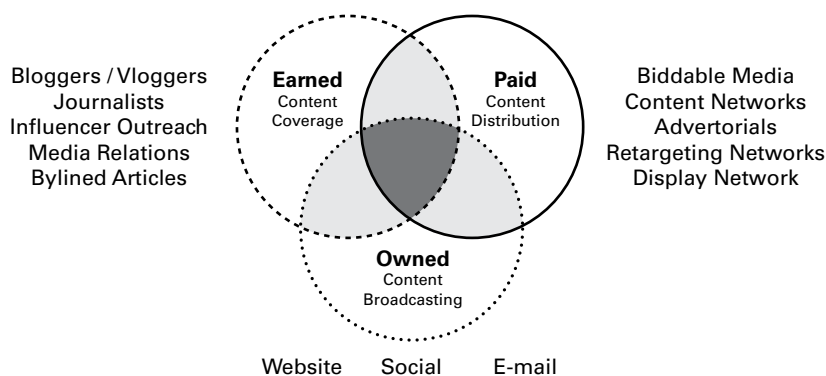 Bloggers / Vloggers
Journalists
Influencer Outreach
Media Relations
Bylined Articles
Earned
Content
Coverage
Paid
Content
Distribution
Biddable Media
Content Networks
Advertorials
Retargeting Networks
Display Network
Owned
Content
Broadcasting
Website Social E-mail